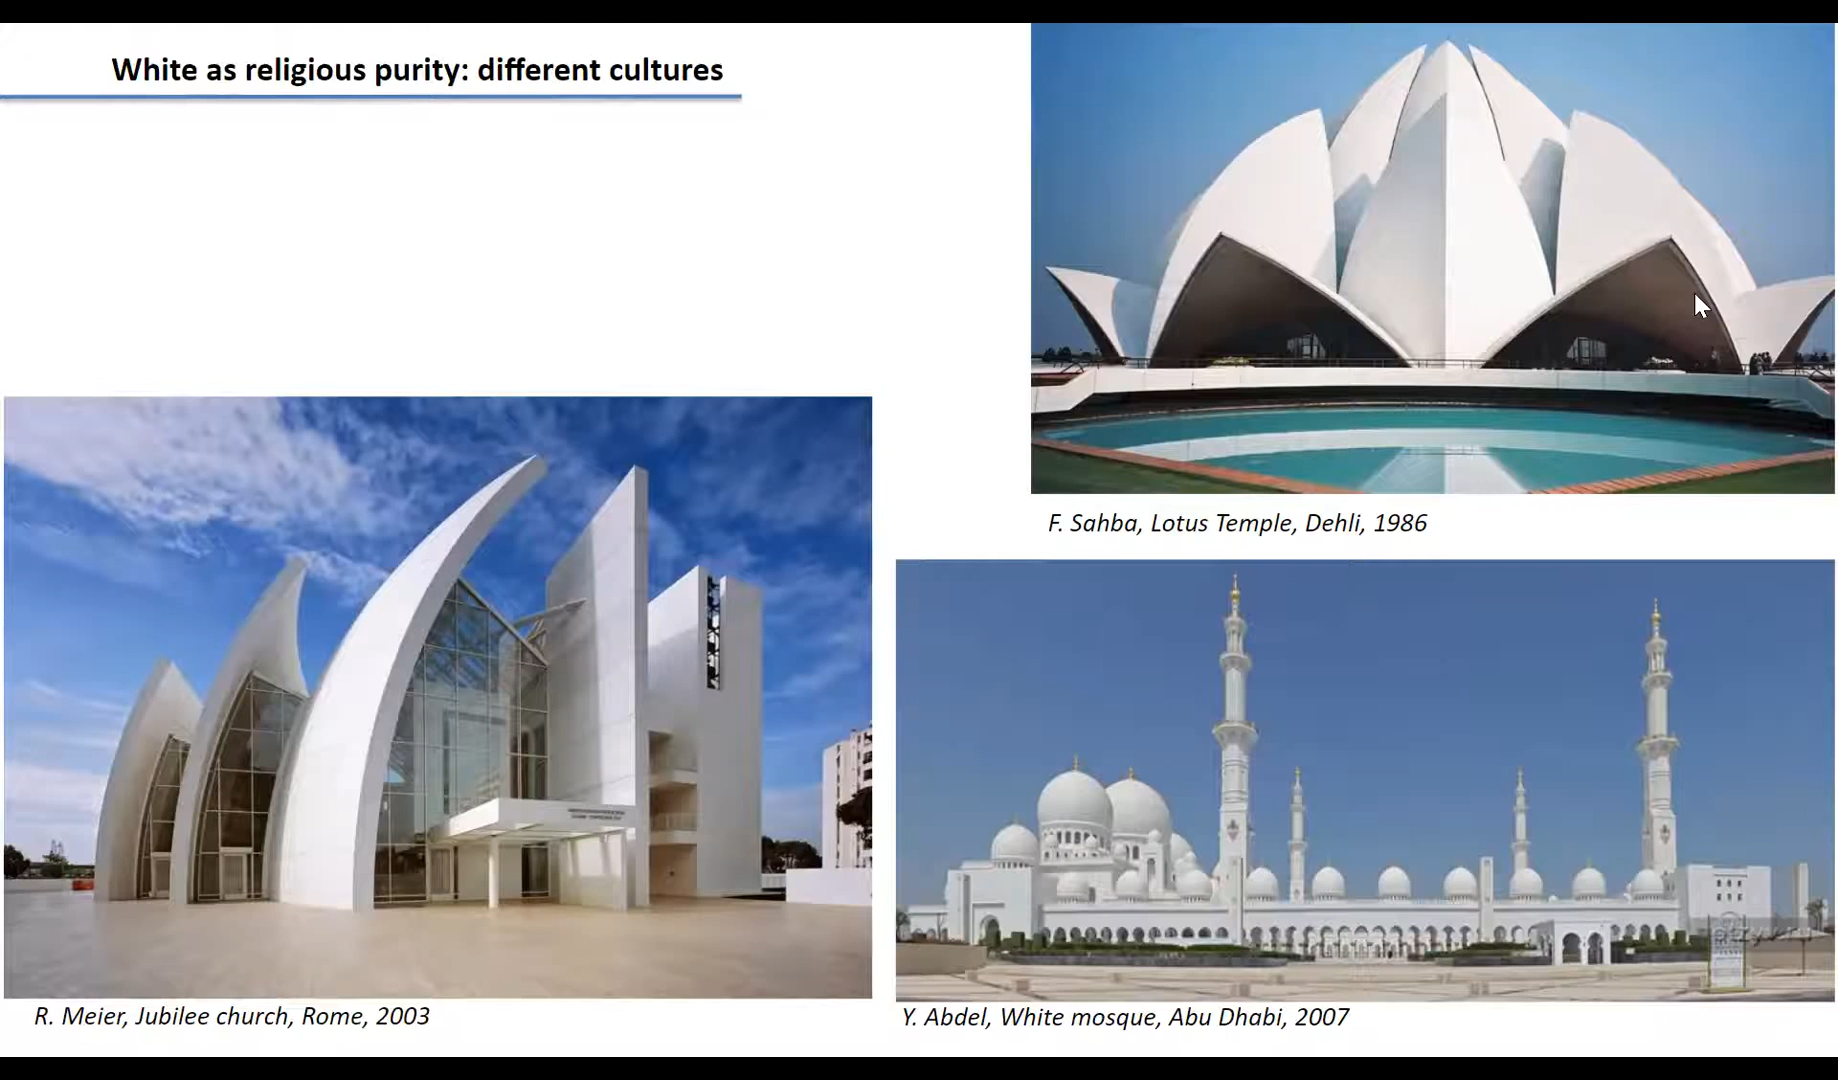 White as religious purity: different cultures
F. Sahba, Lotus Temple, Dehli, 1986
R. Meier, Jubilee church, Rome, 2003
Y. Abdel, White mosque, Abu Dhabi, 2007